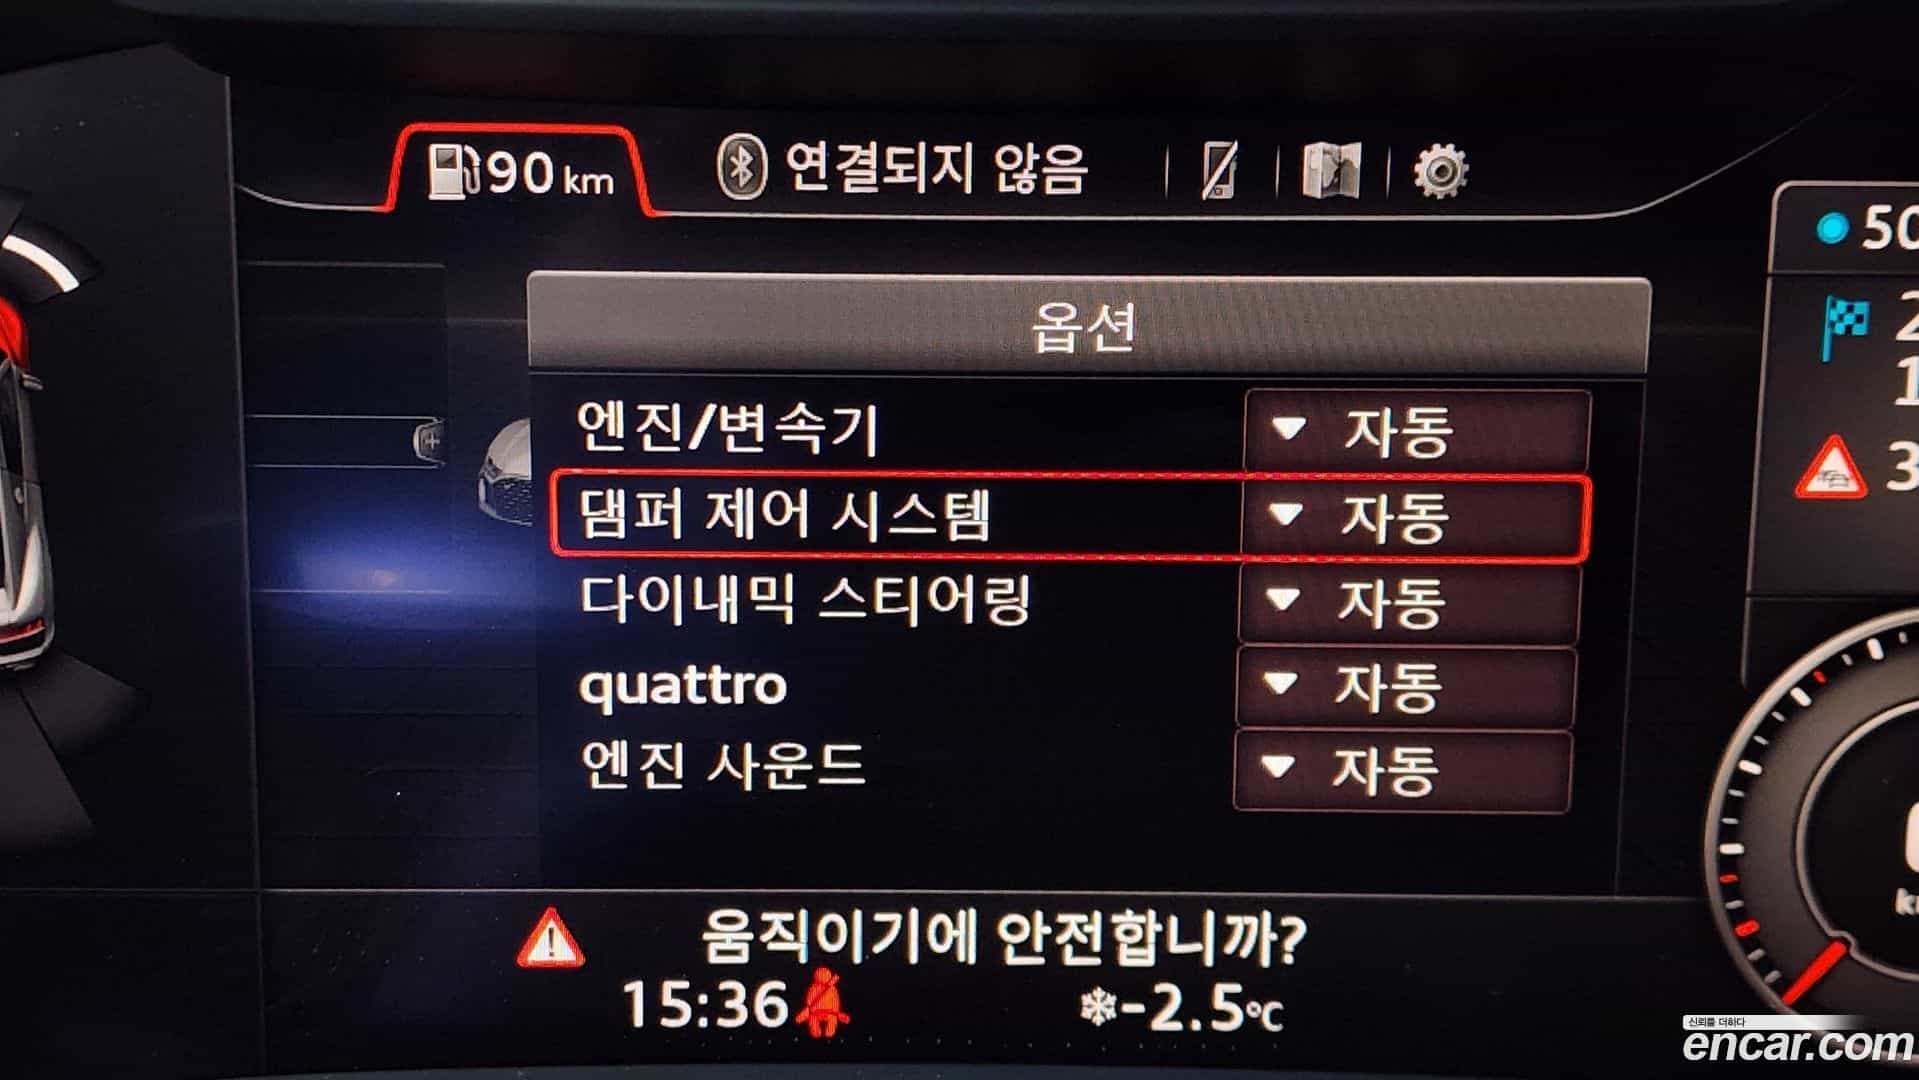 90 km
연결되지 않음
50
옵션
엔진/변속기 자동
댐퍼 제어 시스템 자동
다이내믹 스티어링 자동
quattro 자동
엔진 사운드 자동
움직이기에 안전합니까?
15:36
-2.5°C
신뢰를 더하다
encar.com